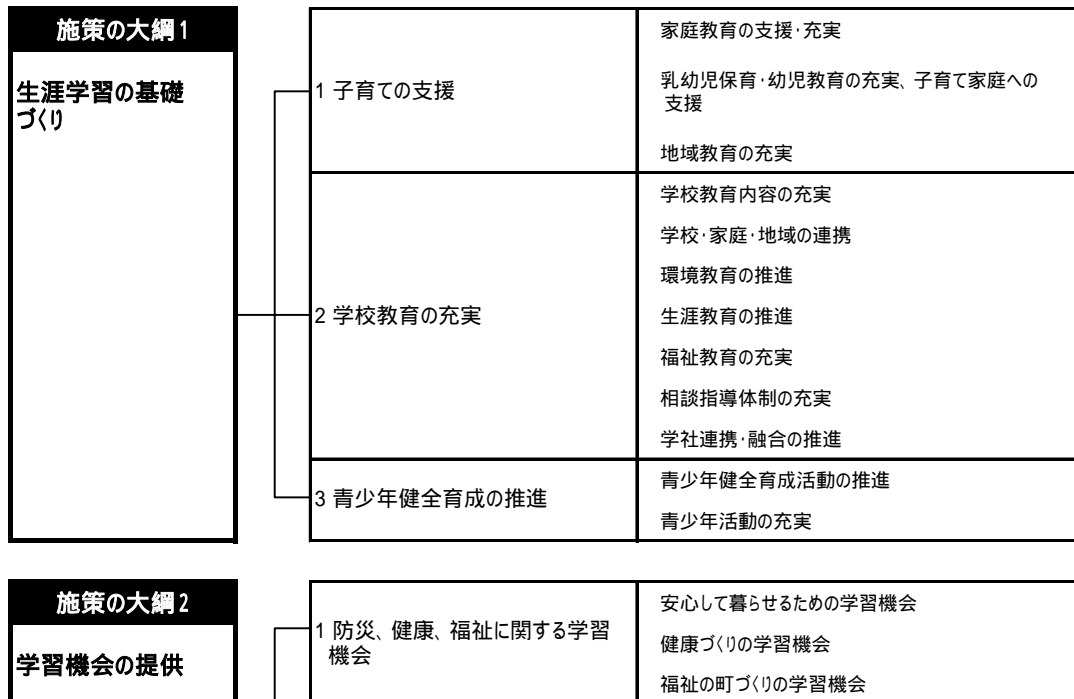 施策の大綱1
生涯学習の基礎
づくり
1 子育ての支援
家庭教育の支援・充実
乳幼児保育・幼児教育の充実、子育て家庭への
支援
地域教育の充実
2 学校教育の充実
学校教育内容の充実
学校・家庭・地域の連携
環境教育の推進
生涯教育の推進
福祉教育の充実
相談指導体制の充実
学社連携・融合の推進
3 青少年健全育成の推進
青少年健全育成活動の推進
青少年活動の充実
施策の大綱2
学習機会の提供
1 防災、健康、福祉に関する学習
機会
安心して暮らせるための学習機会
健康づくりの学習機会
福祉の町づくりの学習機会